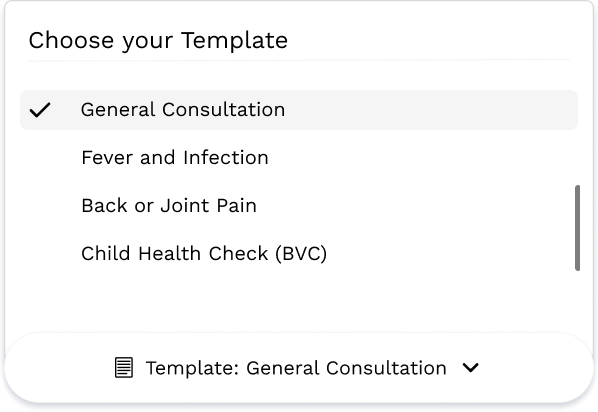 Choose your Template
General Consultation
Fever and Infection
Back or Joint Pain
Child Health Check (BVC)
Template: General Consultation